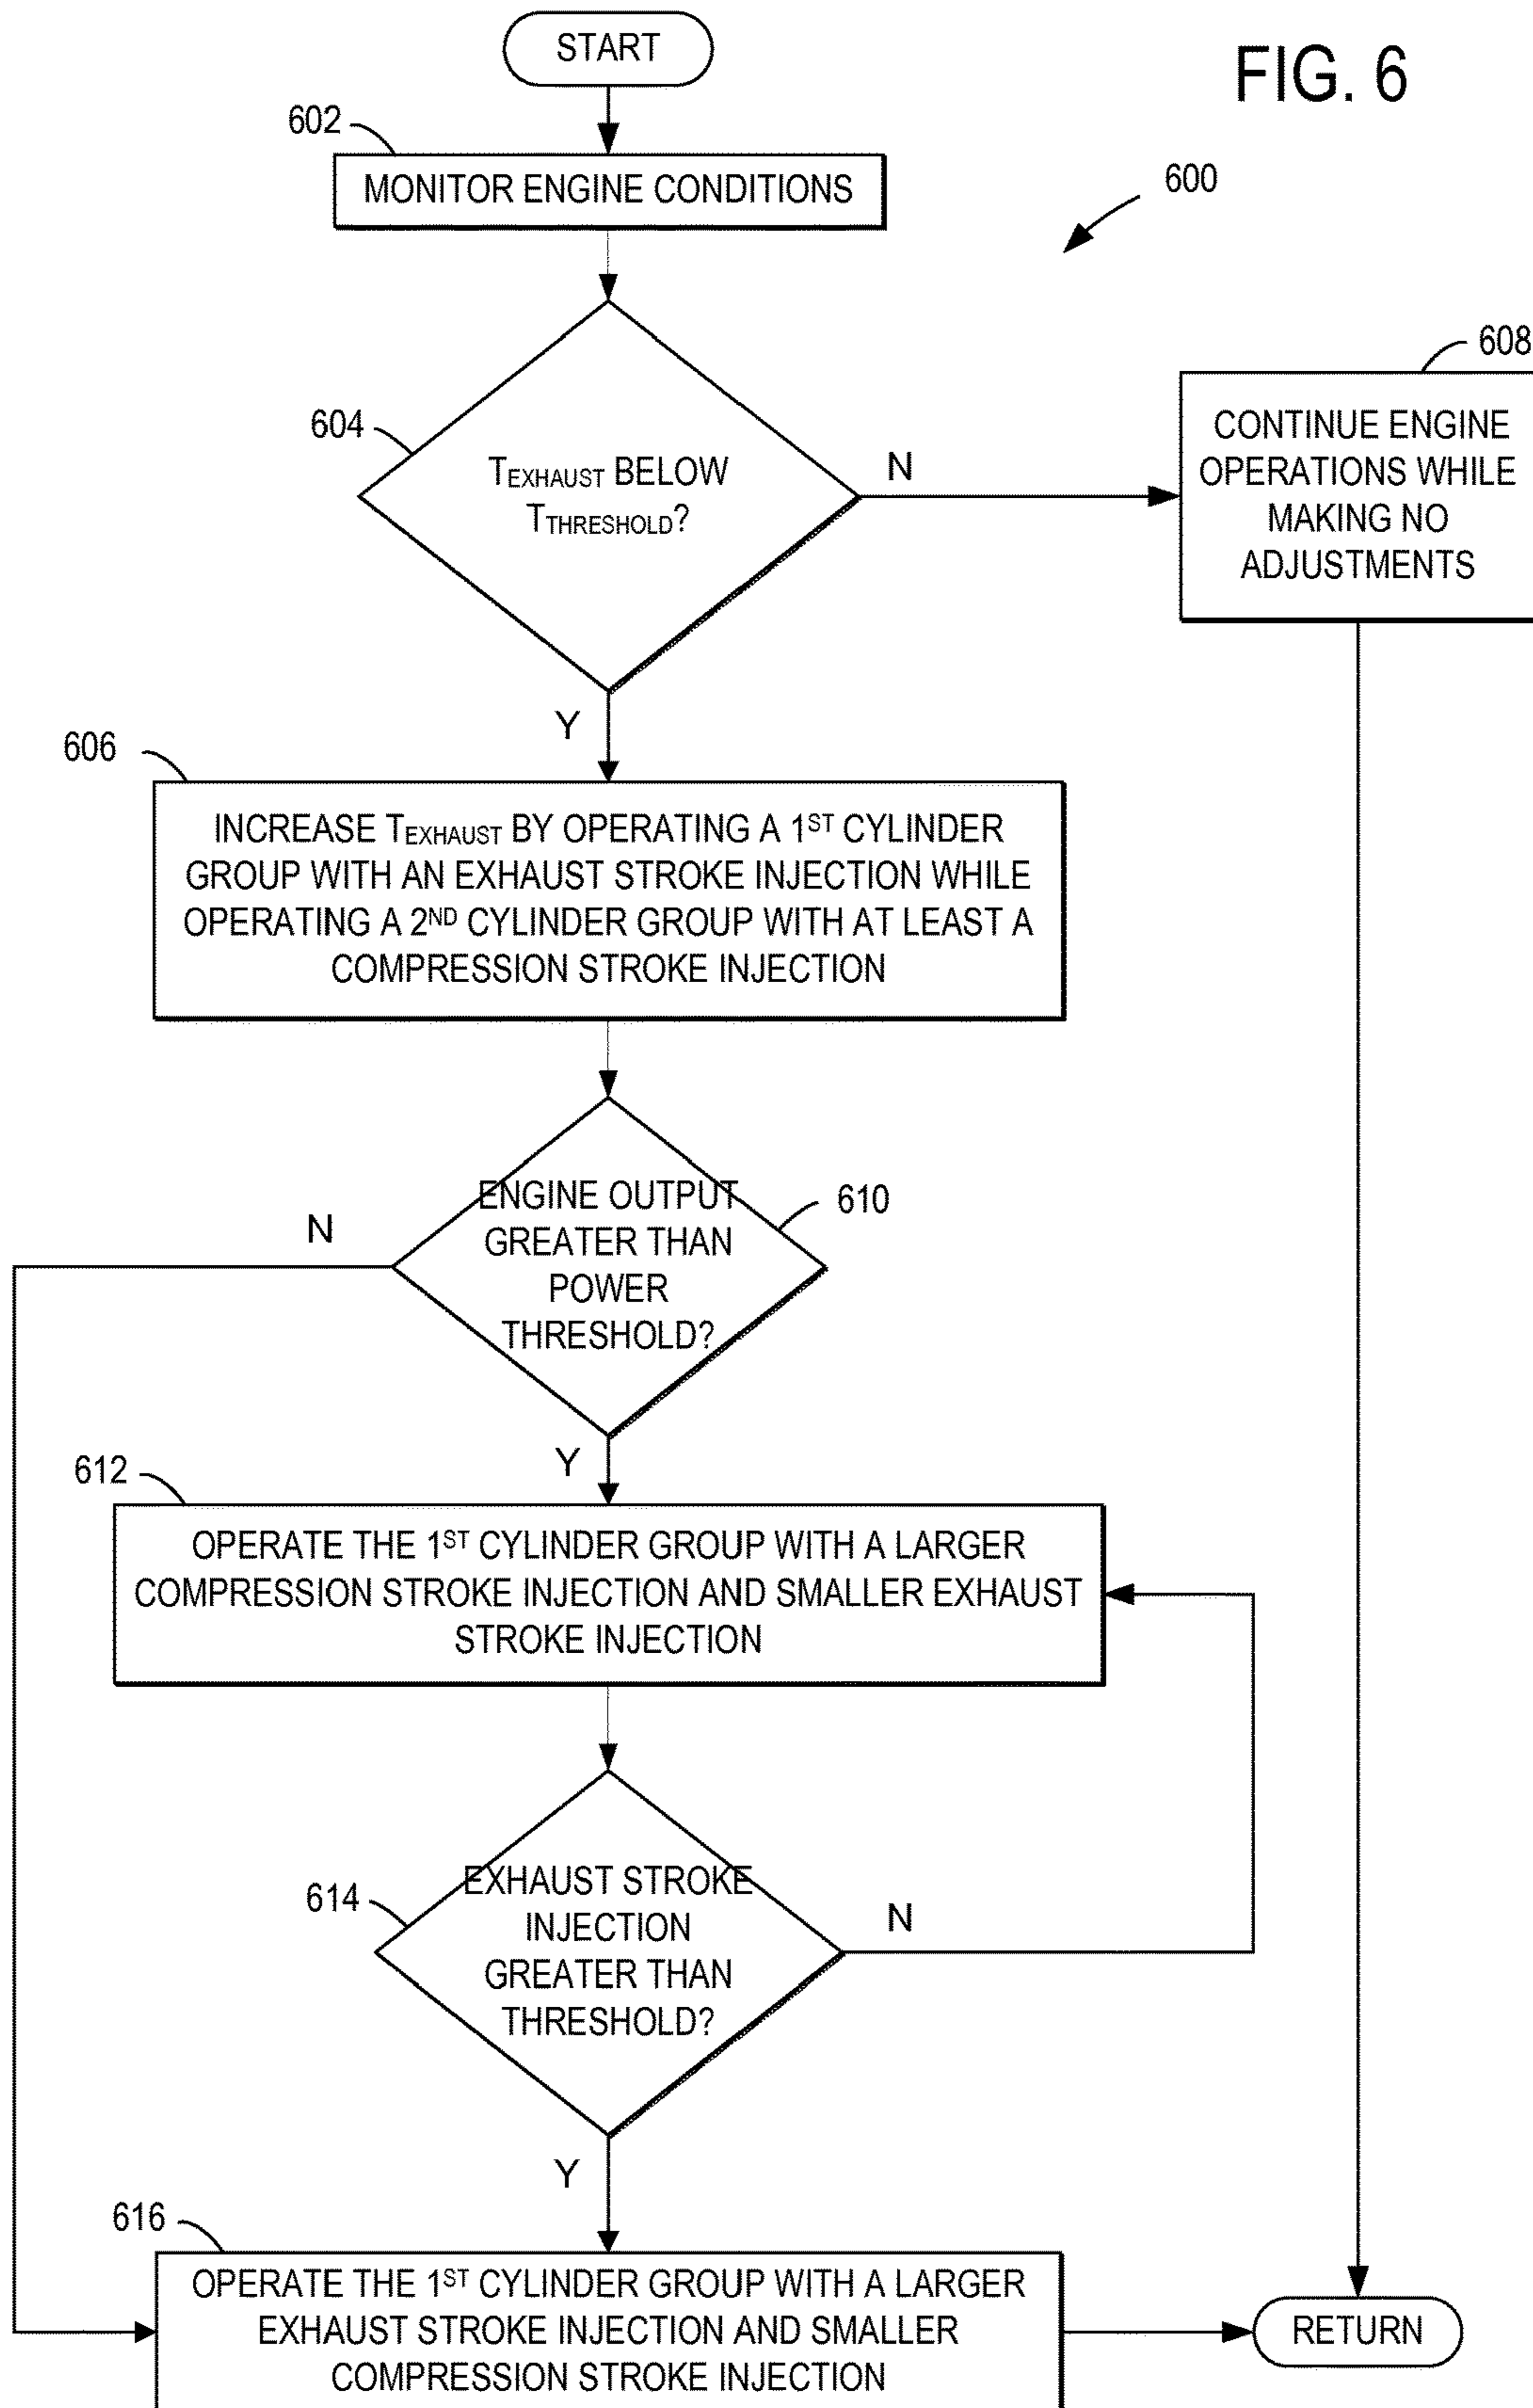 START
FIG. 6
602
MONITOR ENGINE CONDITIONS
600
604
T_EXHAUST BELOW
T_THRESHOLD?
N
608
CONTINUE ENGINE
OPERATIONS WHILE
MAKING NO
ADJUSTMENTS
Y
606
INCREASE T_EXHAUST BY OPERATING A 1ST CYLINDER
GROUP WITH AN EXHAUST STROKE INJECTION WHILE
OPERATING A 2ND CYLINDER GROUP WITH AT LEAST A
COMPRESSION STROKE INJECTION
N
610
ENGINE OUTPUT
GREATER THAN
POWER
THRESHOLD?
Y
612
OPERATE THE 1ST CYLINDER GROUP WITH A LARGER
COMPRESSION STROKE INJECTION AND SMALLER EXHAUST
STROKE INJECTION
614
EXHAUST STROKE
INJECTION
GREATER THAN
THRESHOLD?
N
Y
616
OPERATE THE 1ST CYLINDER GROUP WITH A LARGER
EXHAUST STROKE INJECTION AND SMALLER
COMPRESSION STROKE INJECTION
RETURN